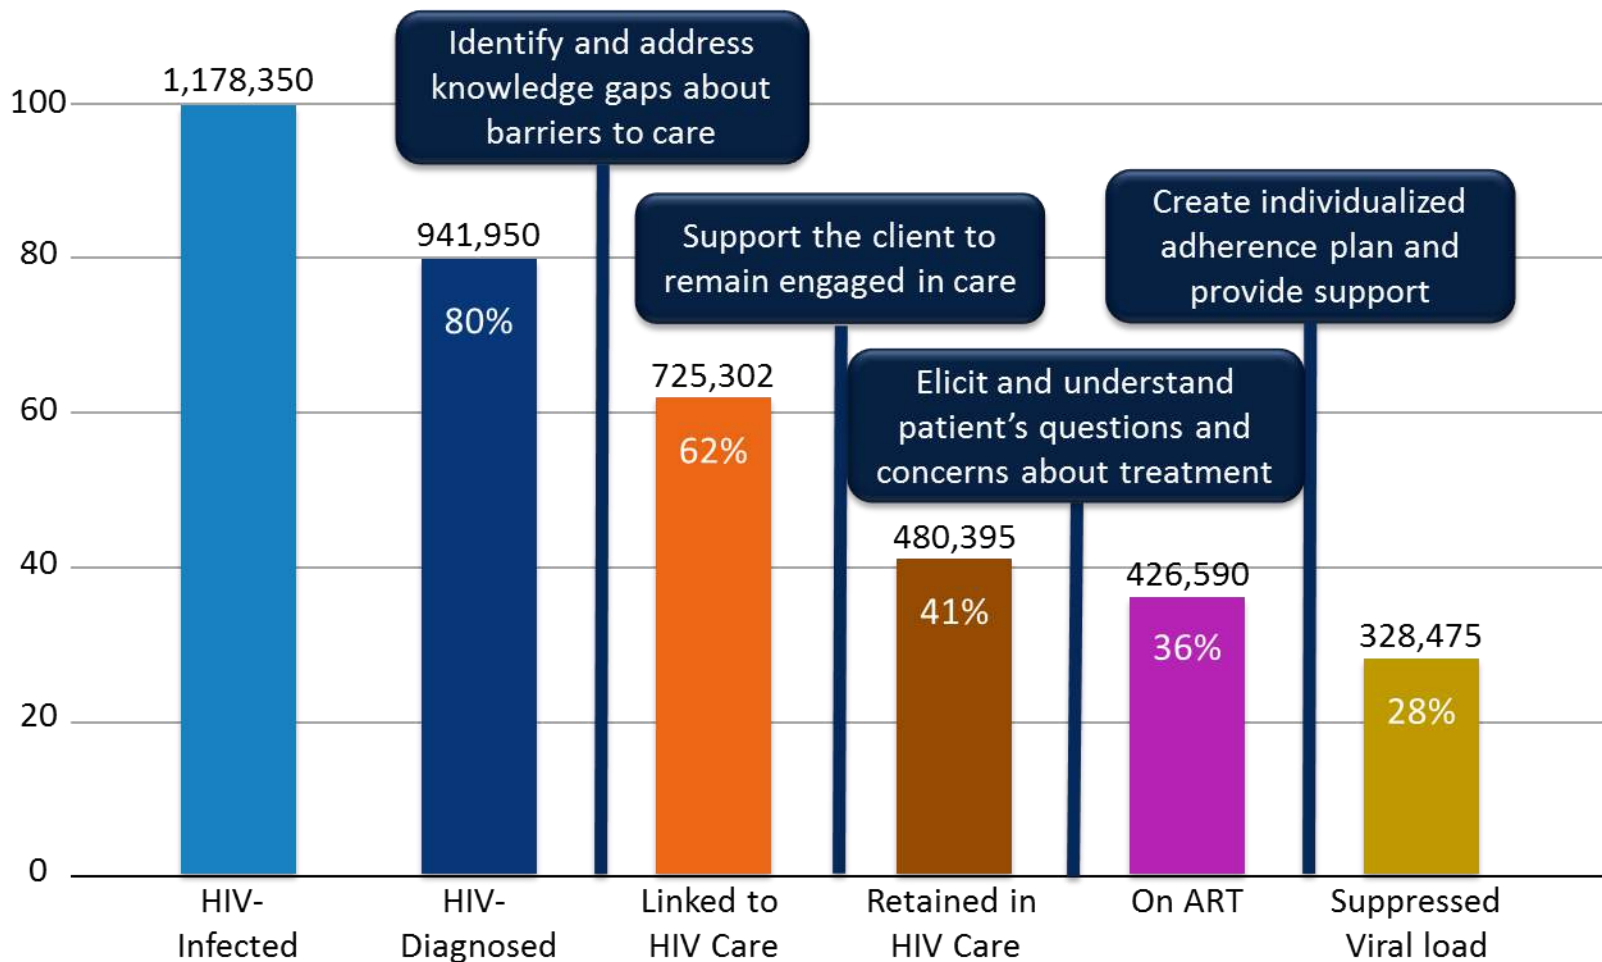 Identify and address
knowledge gaps about
barriers to care
1,178,350
100
Support the client to
remain engaged in care
Create individualized
adherence plan and
provide support
941,950
80
80%
Elicit and understand
patient’s questions and
concerns about treatment
725,302
60
62%
480,395
40
41%
426,590
36%
328,475
28%
20
0
HIV-
Infected
HIV-
Diagnosed
Linked to
HIV Care
Retained in
HIV Care
On ART
Suppressed
Viral load